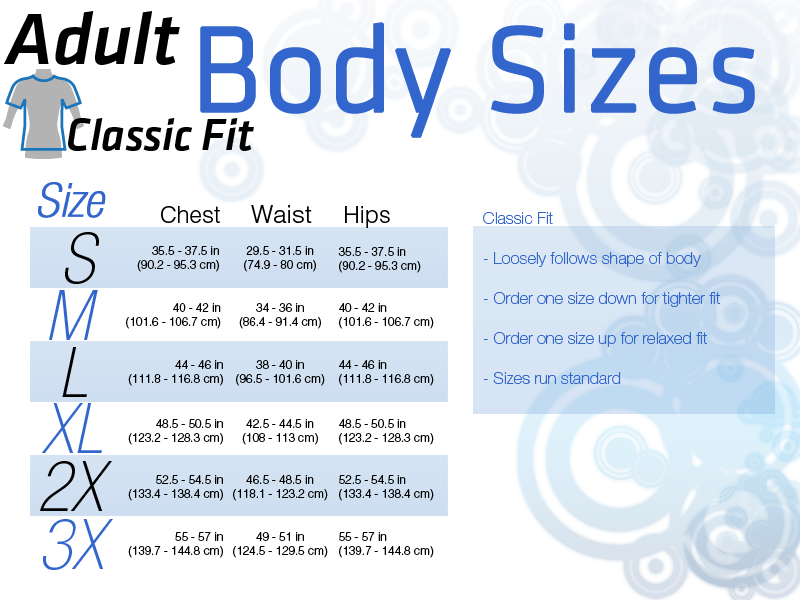 Adult
Body Sizes
Classic Fit
Size Chest Waist Hips
S 35.5 - 37.5 in 29.5 - 31.5 in 35.5 - 37.5 in
(90.2 - 95.3 cm) (74.9 - 80 cm) (90.2 - 95.3 cm)
M 40 - 42 in 34 - 36 in 40 - 42 in
(101.6 - 106.7 cm) (86.4 - 91.4 cm) (101.6 - 106.7 cm)
L 44 - 46 in 38 - 40 in 44 - 46 in
(111.8 - 116.8 cm) (96.5 - 101.6 cm) (111.8 - 116.8 cm)
XL 48.5 - 50.5 in 42.5 - 44.5 in 48.5 - 50.5 in
(123.2 - 128.3 cm) (108 - 113 cm) (123.2 - 128.3 cm)
2X 52.5 - 54.5 in 46.5 - 48.5 in 52.5 - 54.5 in
(133.4 - 138.4 cm) (118.1 - 123.2 cm) (133.4 - 138.4 cm)
3X 55 - 57 in 49 - 51 in 55 - 57 in
(139.7 - 144.8 cm) (124.5 - 129.5 cm) (139.7 - 144.8 cm)
Classic Fit
- Loosely follows shape of body
- Order one size down for tighter fit
- Order one size up for relaxed fit
- Sizes run standard